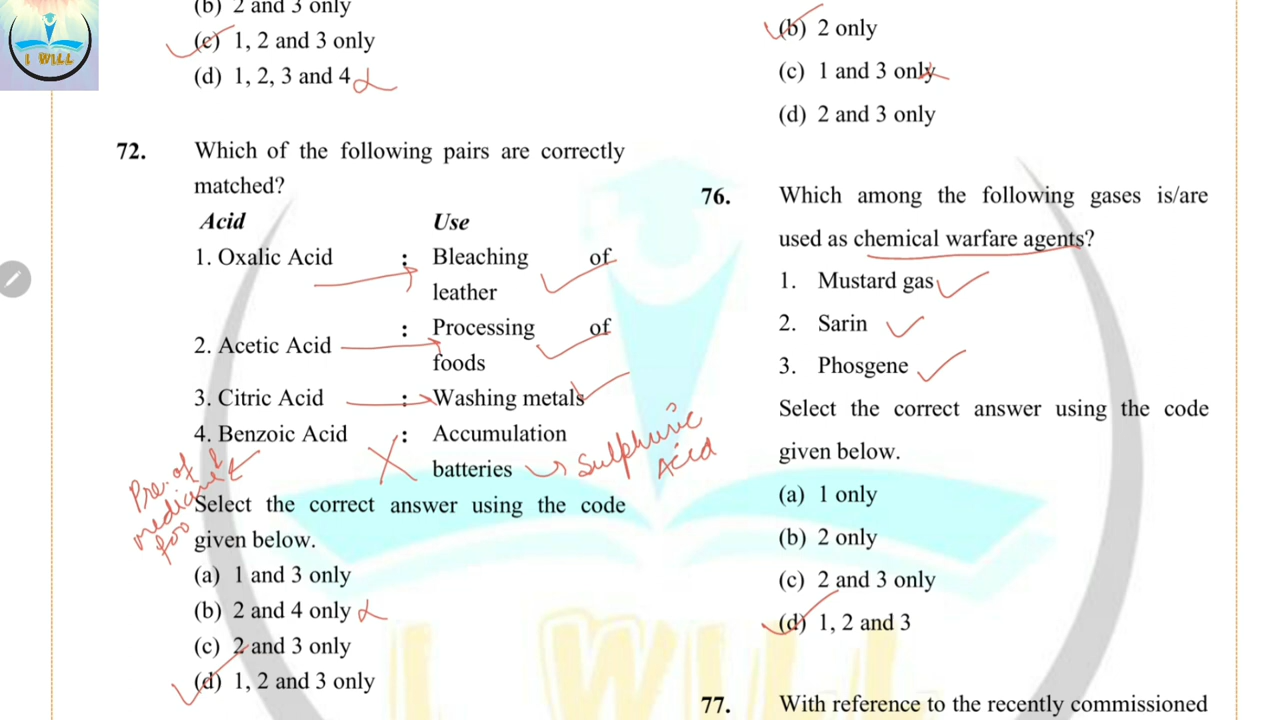 I WILL
(b) 2 and 3 only
(c) 1, 2 and 3 only
(d) 1, 2, 3 and 4
72. Which of the following pairs are correctly
matched?
Acid Use
1. Oxalic Acid : Bleaching of
leather
2. Acetic Acid : Processing of
foods
3. Citric Acid : Washing metals
4. Benzoic Acid : Accumulation
batteries
Sulphuric
Acid
Pre. of
Select the correct answer using the code
given below.
(a) 1 and 3 only
(b) 2 and 4 only
(c) 2 and 3 only
(d) 1, 2 and 3 only
(b) 2 only
(c) 1 and 3 only
(d) 2 and 3 only
76. Which among the following gases is/are
used as chemical warfare agents?
1. Mustard gas
2. Sarin
3. Phosgene
Select the correct answer using the code
given below.
(a) 1 only
(b) 2 only
(c) 2 and 3 only
(d) 1, 2 and 3
77. With reference to the recently commissioned
I WILL